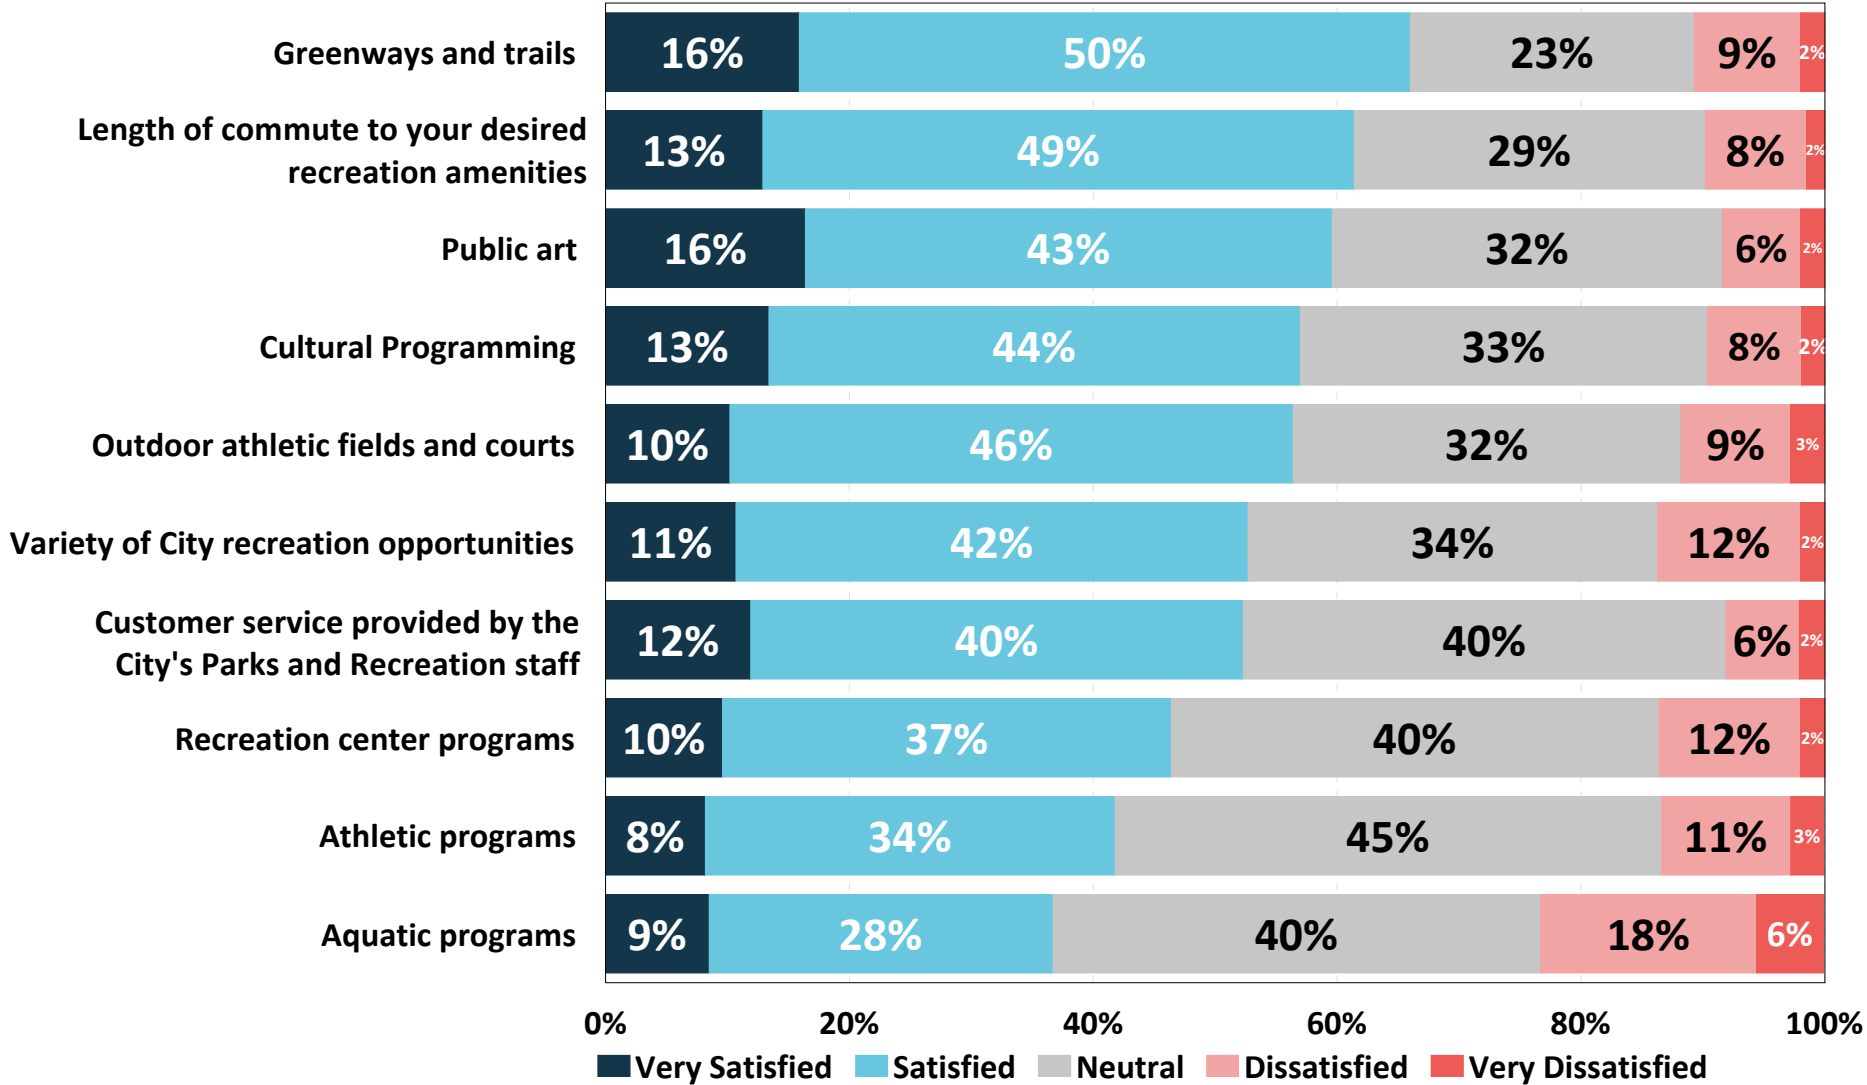 Greenways and trails 16% 50% 23% 9% 2%
Length of commute to your desired
recreation amenities 13% 49% 29% 8% 2%
Public art 16% 43% 32% 6% 2%
Cultural Programming 13% 44% 33% 8% 2%
Outdoor athletic fields and courts 10% 46% 32% 9% 3%
Variety of City recreation opportunities 11% 42% 34% 12% 2%
Customer service provided by the
City's Parks and Recreation staff 12% 40% 40% 6% 2%
Recreation center programs 10% 37% 40% 12% 2%
Athletic programs 8% 34% 45% 11% 3%
Aquatic programs 9% 28% 40% 18% 6%
0% 20% 40% 60% 80% 100%
Very Satisfied Satisfied Neutral Dissatisfied Very Dissatisfied